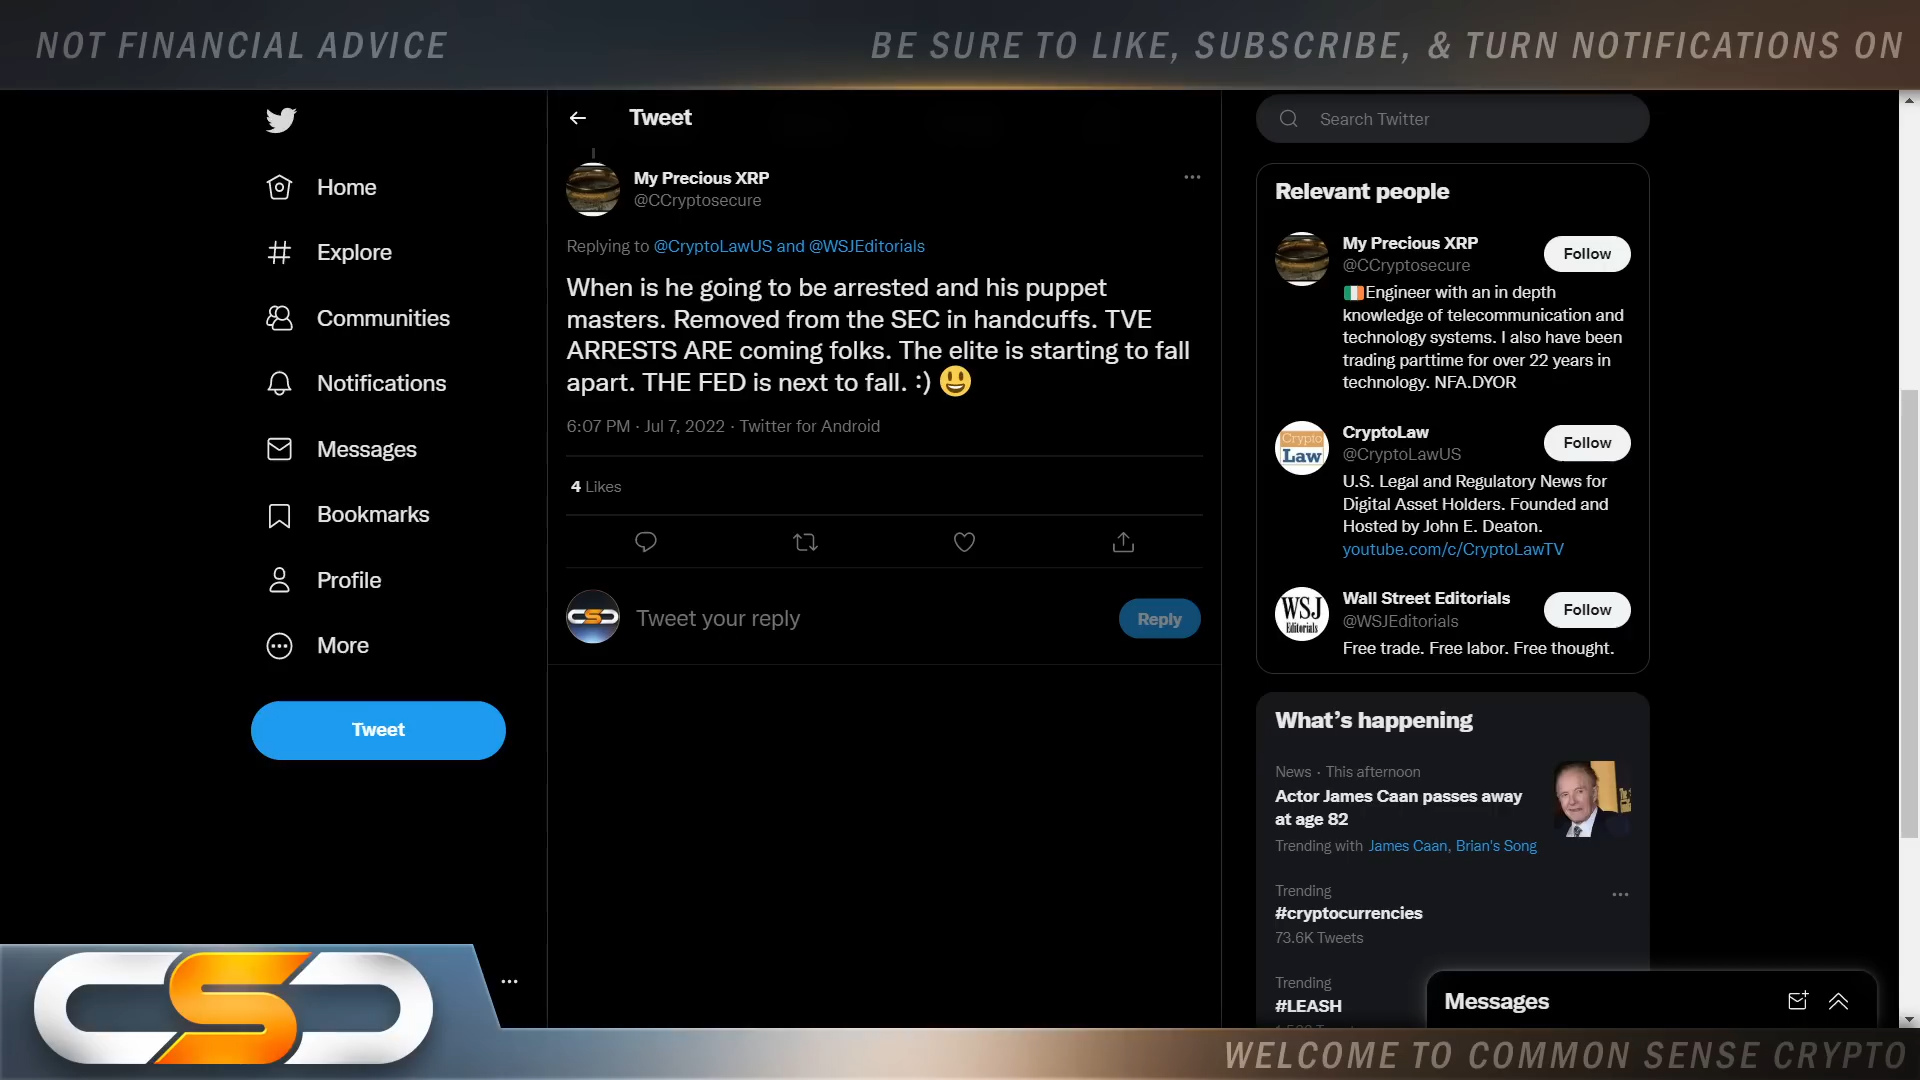 NOT FINANCIAL ADVICE
BE SURE TO LIKE, SUBSCRIBE, & TURN NOTIFICATIONS ON
Home
Explore
Communities
Notifications
Messages
Bookmarks
Profile
More
Tweet
Tweet
My Precious XRP
@CCryptosecure
Replying to @CryptoLawUS and @WSJEditorials
When is he going to be arrested and his puppet
masters. Removed from the SEC in handcuffs. TVE
ARRESTS ARE coming folks. The elite is starting to fall
apart. THE FED is next to fall. :) 😃
6:07 PM · Jul 7, 2022 · Twitter for Android
4 Likes
CSC
Tweet your reply
Reply
Search Twitter
Relevant people
My Precious XRP
@CCryptosecure
Follow
🇮🇪Engineer with an in depth
knowledge of telecommunication and
technology systems. I also have been
trading parttime for over 22 years in
technology. NFA.DYOR
Crypto
Law
CryptoLaw
@CryptoLawUS
Follow
U.S. Legal and Regulatory News for
Digital Asset Holders. Founded and
Hosted by John E. Deaton.
youtube.com/c/CryptoLawTV
WSJ
Editorials
Wall Street Editorials
@WSJEditorials
Follow
Free trade. Free labor. Free thought.
What's happening
News · This afternoon
Actor James Caan passes away
at age 82
Trending with James Caan, Brian's Song
Trending
#cryptocurrencies
73.6K Tweets
Trending
#LEASH
Messages
CSC
WELCOME TO COMMON SENSE CRYPTO